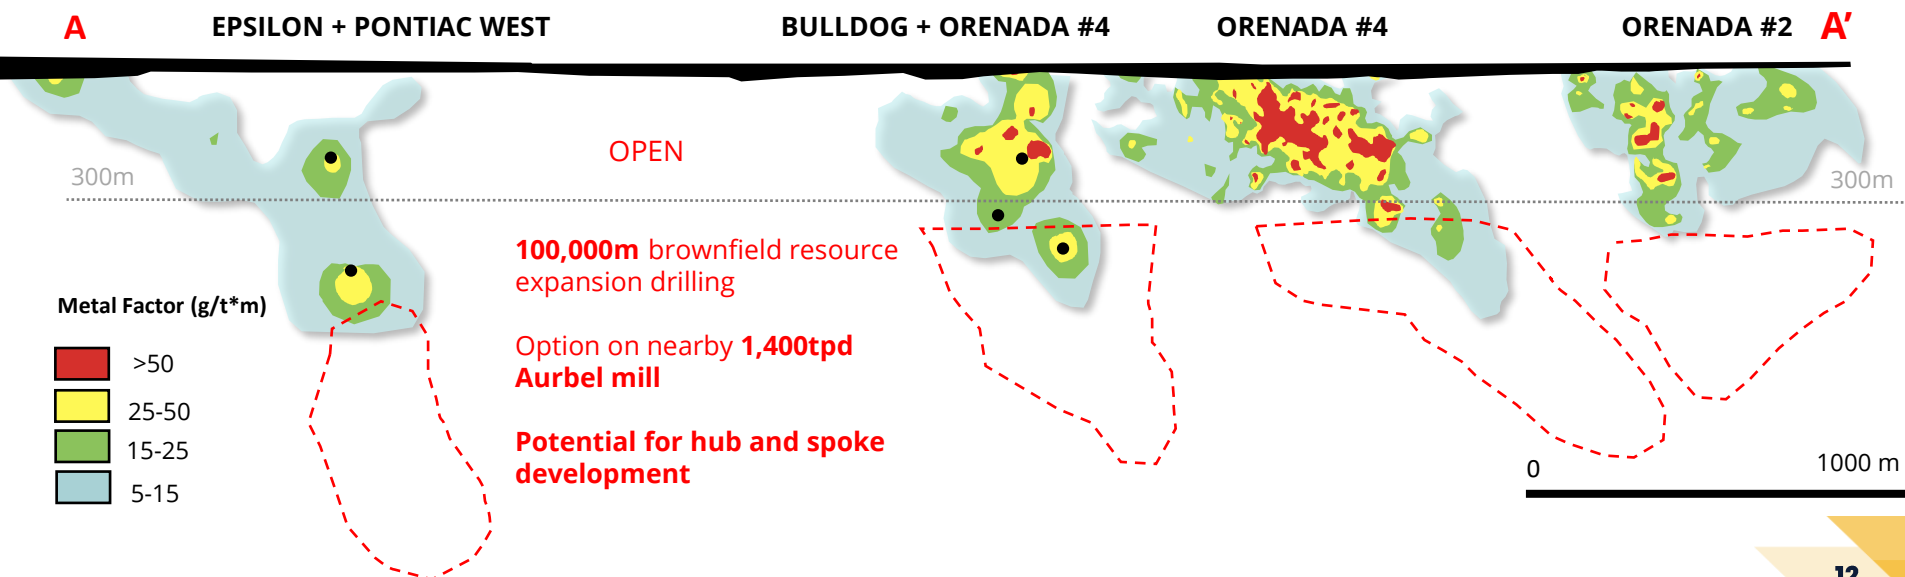 A EPSILON + PONTIAC WEST BULLDOG + ORENADA #4 ORENADA #4 ORENADA #2 A’
OPEN
300m
300m
100,000m brownfield resource
expansion drilling
Option on nearby 1,400tpd
Aurbel mill
Potential for hub and spoke
development
Metal Factor (g/t*m)
>50
25-50
15-25
5-15
0 1000 m
12